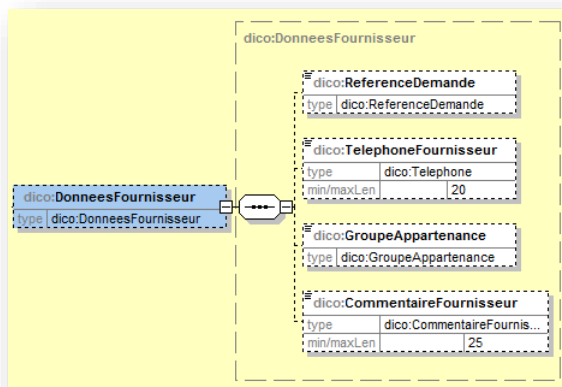 dico:DonneesFournisseur
dico:ReferenceDemande
type dico:ReferenceDemande
dico:TelephoneFournisseur
type dico:Telephone
min/maxLen 20
dico:DonneesFournisseur
type dico:DonneesFournisseur
dico:GroupeAppartenance
type dico:GroupeAppartenance
dico:CommentaireFournisseur
type dico:CommentaireFournis...
min/maxLen 25